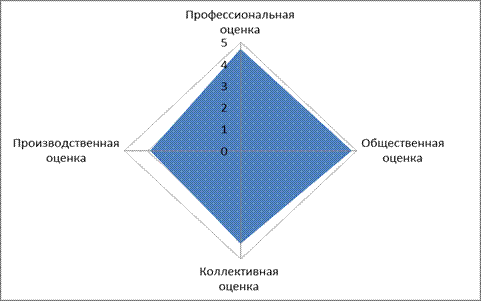 Профессиональная
оценка
5
4
3
2
1
0
Производственная
оценка
Общественная
оценка
Коллективная
оценка